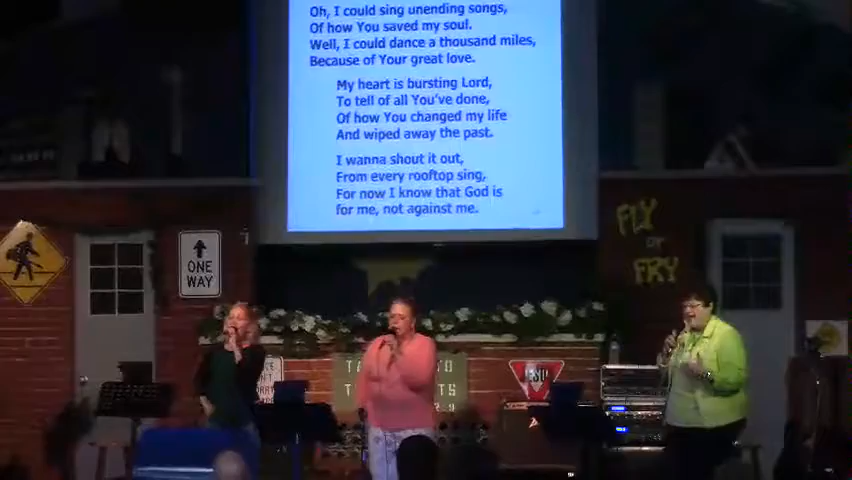 Oh, I could sing unending songs,
Of how You saved my soul.
Well, I could dance a thousand miles,
Because of Your great love.
My heart is bursting Lord,
To tell of all You've done,
Of how You changed my life
And wiped away the past.
I wanna shout it out,
From every rooftop sing,
For now I know that God is
for me, not against me.
FLY
or
FRY
ONE
WAY
JESUS